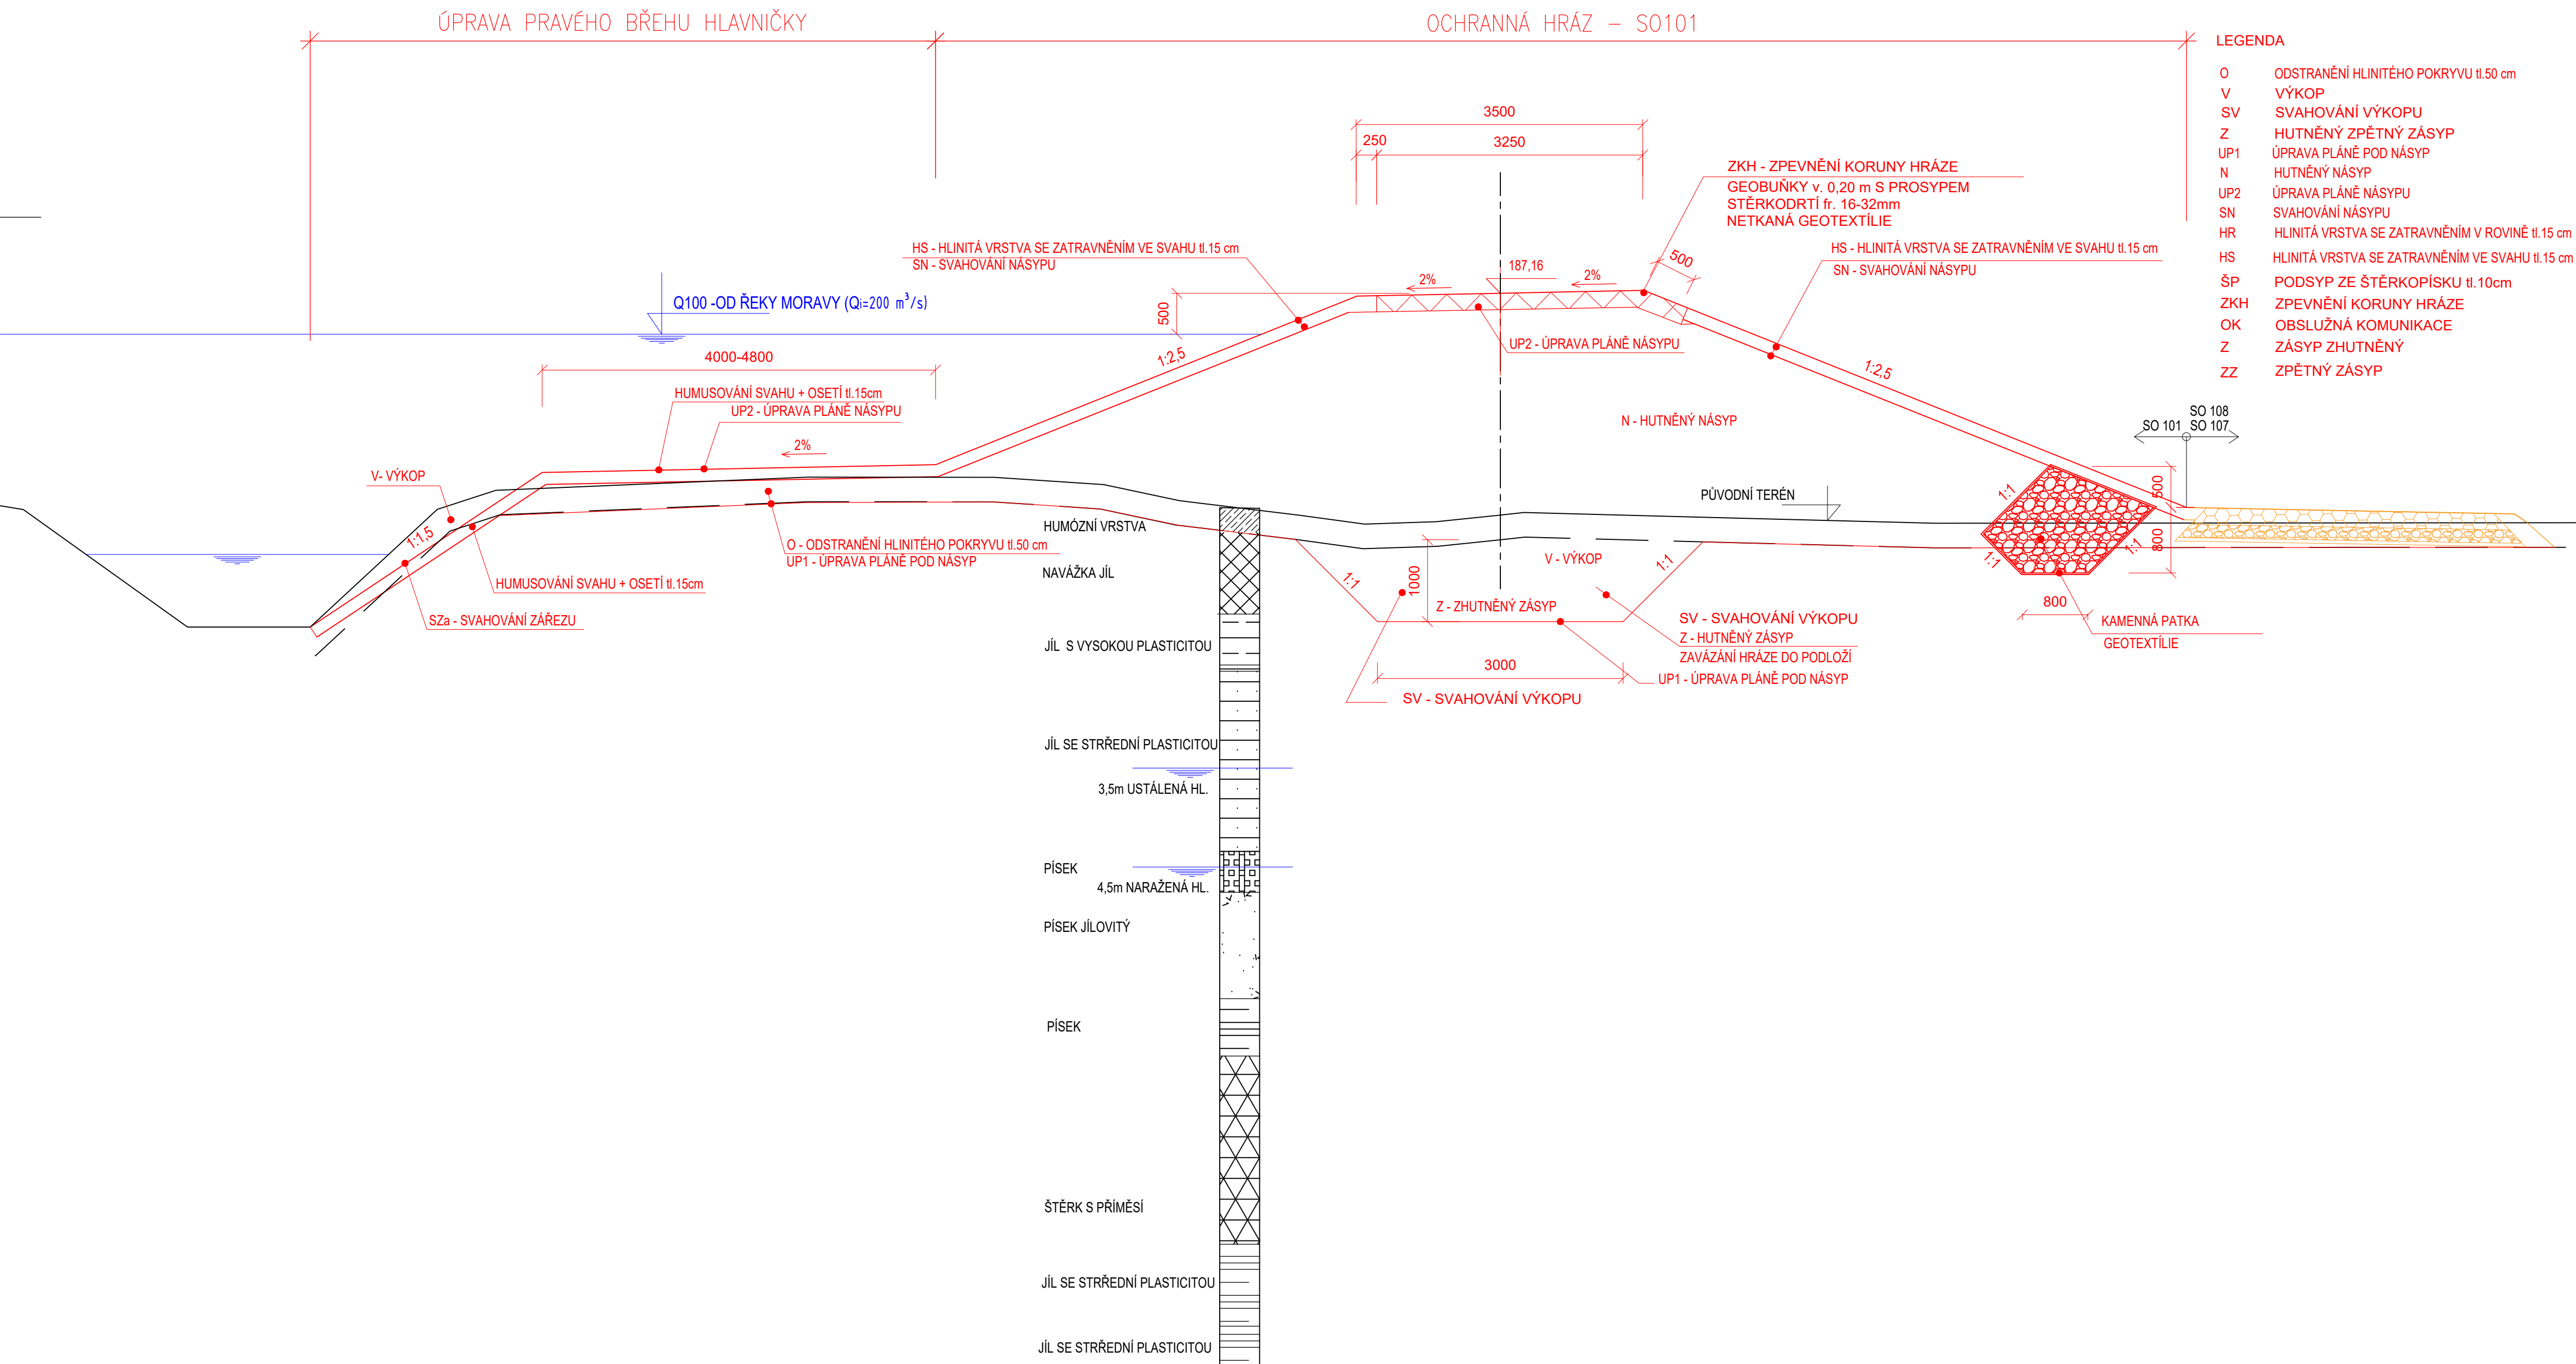 ÚPRAVA PRAVÉHO BŘEHU HLAVNIČKY
OCHRANNÁ HRÁZ - SO101
LEGENDA
O ODSTRANĚNÍ HLINITÉHO POKRYVU tl.50 cm
V VÝKOP
SV SVAHOVÁNÍ VÝKOPU
Z HUTNĚNÝ ZPĚTNÝ ZÁSYP
UP1 ÚPRAVA PLÁNĚ POD NÁSYP
N HUTNĚNÝ NÁSYP
UP2 ÚPRAVA PLÁNĚ NÁSYPU
SN SVAHOVÁNÍ NÁSYPU
HR HLINITÁ VRSTVA SE ZATRAVNĚNÍM V ROVINĚ tl.15 cm
HS HLINITÁ VRSTVA SE ZATRAVNĚNÍM VE SVAHU tl.15 cm
ŠP PODSYP ZE ŠTĚRKOPÍSKU tl.10cm
ZKH ZPEVNĚNÍ KORUNY HRÁZE
OK OBSLUŽNÁ KOMUNIKACE
Z ZÁSYP ZHUTNĚNÝ
ZZ ZPĚTNÝ ZÁSYP
3500
250
3250
ZKH - ZPEVNĚNÍ KORUNY HRÁZE
GEOBUŇKY v. 0,20 m S PROSYPEM
STĚRKODRTÍ fr. 16-32mm
NETKANÁ GEOTEXTÍLIE
HS - HLINITÁ VRSTVA SE ZATRAVNĚNÍM VE SVAHU tl.15 cm
SN - SVAHOVÁNÍ NÁSYPU
HS - HLINITÁ VRSTVA SE ZATRAVNĚNÍM VE SVAHU tl.15 cm
SN - SVAHOVÁNÍ NÁSYPU
500
187,16
2%
2%
Q100 -OD ŘEKY MORAVY (Qi=200 m³/s)
500
UP2 - ÚPRAVA PLÁNĚ NÁSYPU
4000-4800
1:2,5
1:2,5
HUMUSOVÁNÍ SVAHU + OSETÍ tl.15cm
UP2 - ÚPRAVA PLÁNĚ NÁSYPU
N - HUTNĚNÝ NÁSYP
SO 108
SO 101
SO 107
2%
V- VÝKOP
PŮVODNÍ TERÉN
1:1
500
HUMÓZNÍ VRSTVA
1:1,5
O - ODSTRANĚNÍ HLINITÉHO POKRYVU tl.50 cm
UP1 - ÚPRAVA PLÁNĚ POD NÁSYP
V - VÝKOP
1:1
800
1:1
1:1
NAVÁŽKA JÍL
HUMUSOVÁNÍ SVAHU + OSETÍ tl.15cm
1:1
1000
Z - ZHUTNĚNÝ ZÁSYP
800
SZa - SVAHOVÁNÍ ZÁŘEZU
SV - SVAHOVÁNÍ VÝKOPU
Z - HUTNĚNÝ ZÁSYP
ZAVÁZÁNÍ HRÁZE DO PODLOŽÍ
KAMENNÁ PATKA
GEOTEXTÍLIE
JÍL S VYSOKOU PLASTICITOU
3000
UP1 - ÚPRAVA PLÁNĚ POD NÁSYP
SV - SVAHOVÁNÍ VÝKOPU
JÍL SE STRŘEDNÍ PLASTICITOU
3,5m USTÁLENÁ HL.
PÍSEK
4,5m NARAŽENÁ HL.
PÍSEK JÍLOVITÝ
PÍSEK
ŠTĚRK S PŘÍMĚSÍ
JÍL SE STRŘEDNÍ PLASTICITOU
JÍL SE STRŘEDNÍ PLASTICITOU